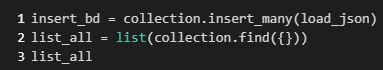 1 insert_bd = collection.insert_many(load_json)
2 list_all = list(collection.find({}))
3 list_all